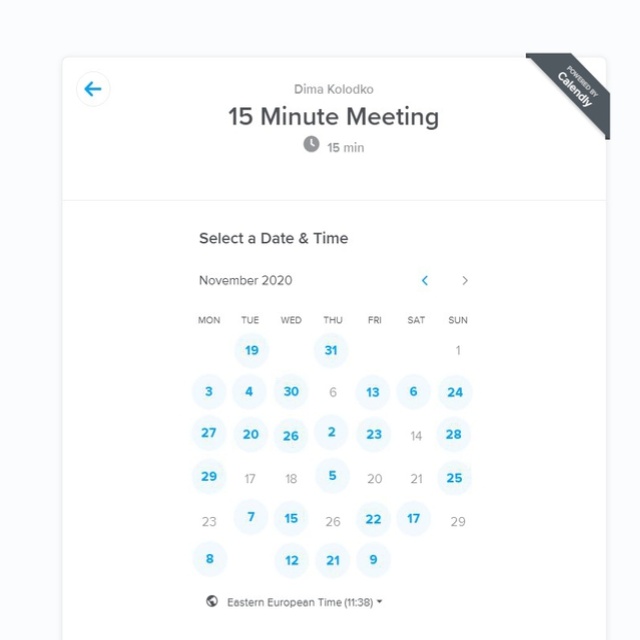 POWERED BY
Calendly
Dima Kolodko
15 Minute Meeting
15 min
Select a Date & Time
November 2020
MON TUE WED THU FRI SAT SUN
19 31 1
3 4 30 6 13 6 24
27 20 26 2 23 14 28
29 17 18 5 20 21 25
23 7 15 26 22 17 29
8 12 21 9
Eastern European Time (11:38)